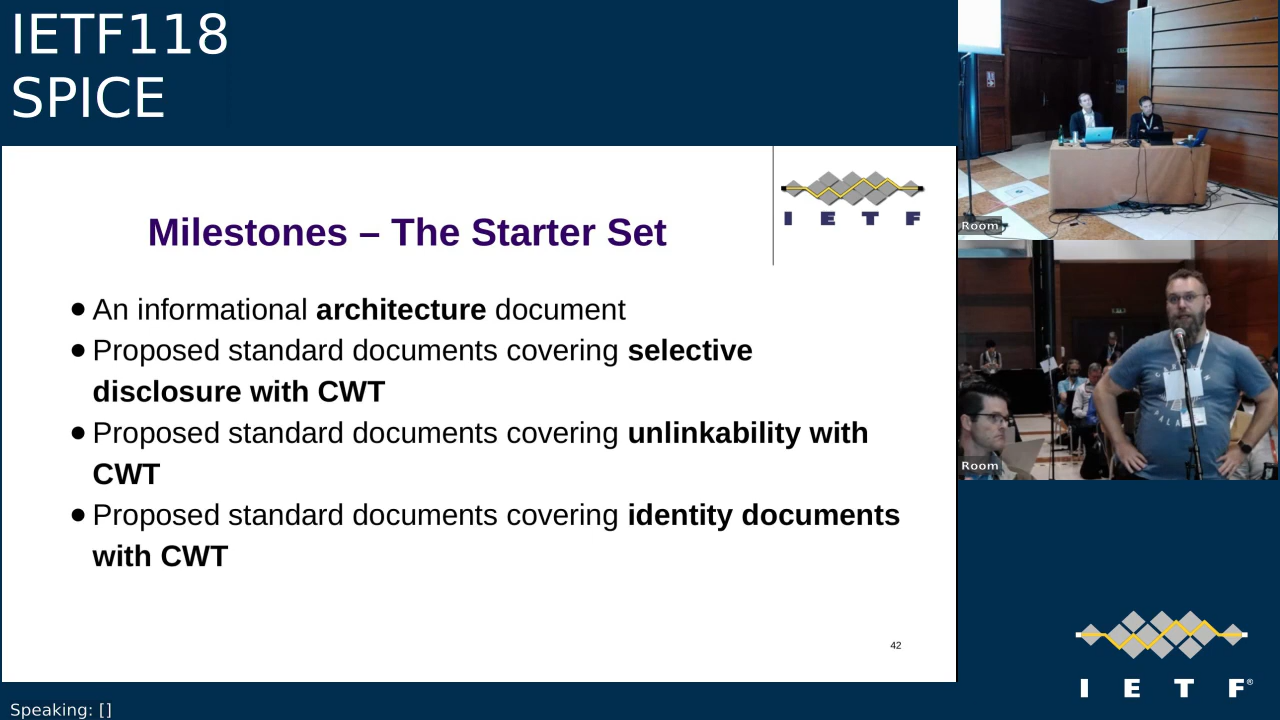 IETF118
SPICE
Milestones – The Starter Set
I E T F
● An informational architecture document
● Proposed standard documents covering selective
disclosure with CWT
● Proposed standard documents covering unlinkability with
CWT
● Proposed standard documents covering identity documents
with CWT
42
Room
Room
I E T F®
Speaking: []